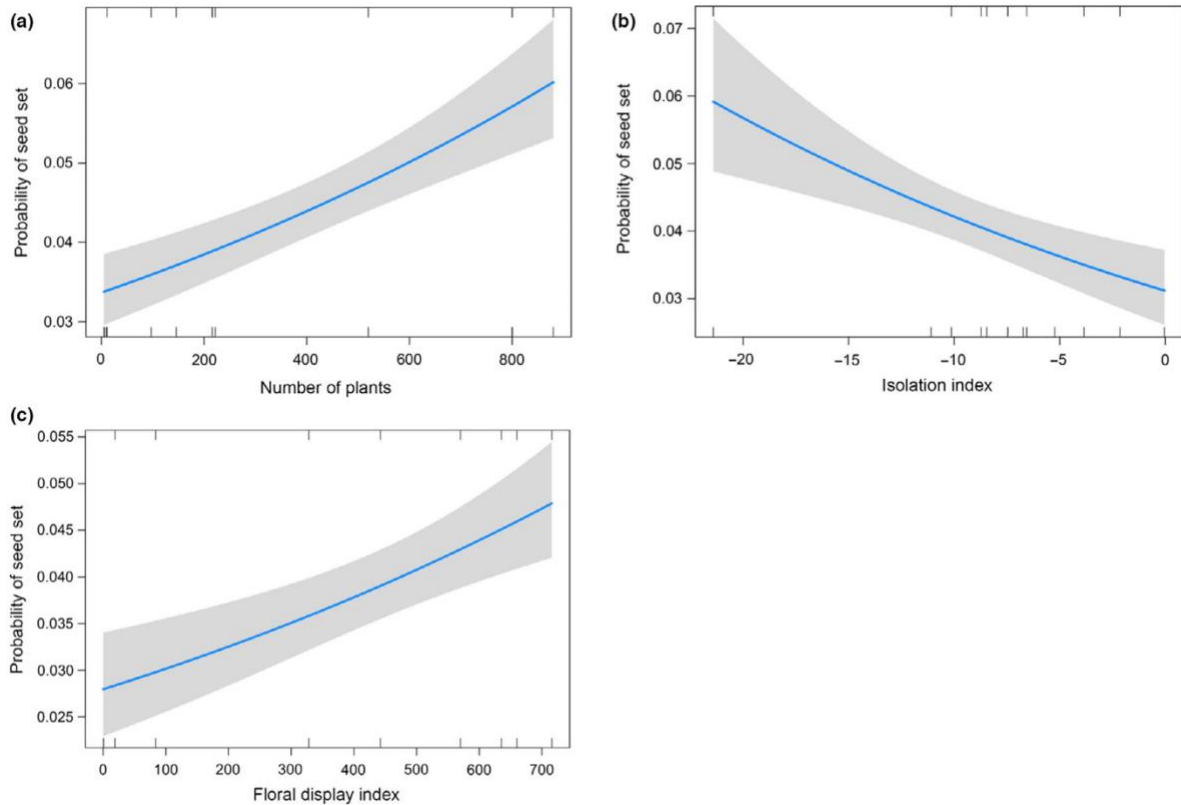 (a)
Probability of seed set
0.06
0.05
0.04
0.03
0 200 400 600 800
Number of plants
(b)
Probability of seed set
0.07
0.06
0.05
0.04
0.03
−20 −15 −10 −5 0
Isolation index
(c)
Probability of seed set
0.055
0.050
0.045
0.040
0.035
0.030
0.025
0 100 200 300 400 500 600 700
Floral display index